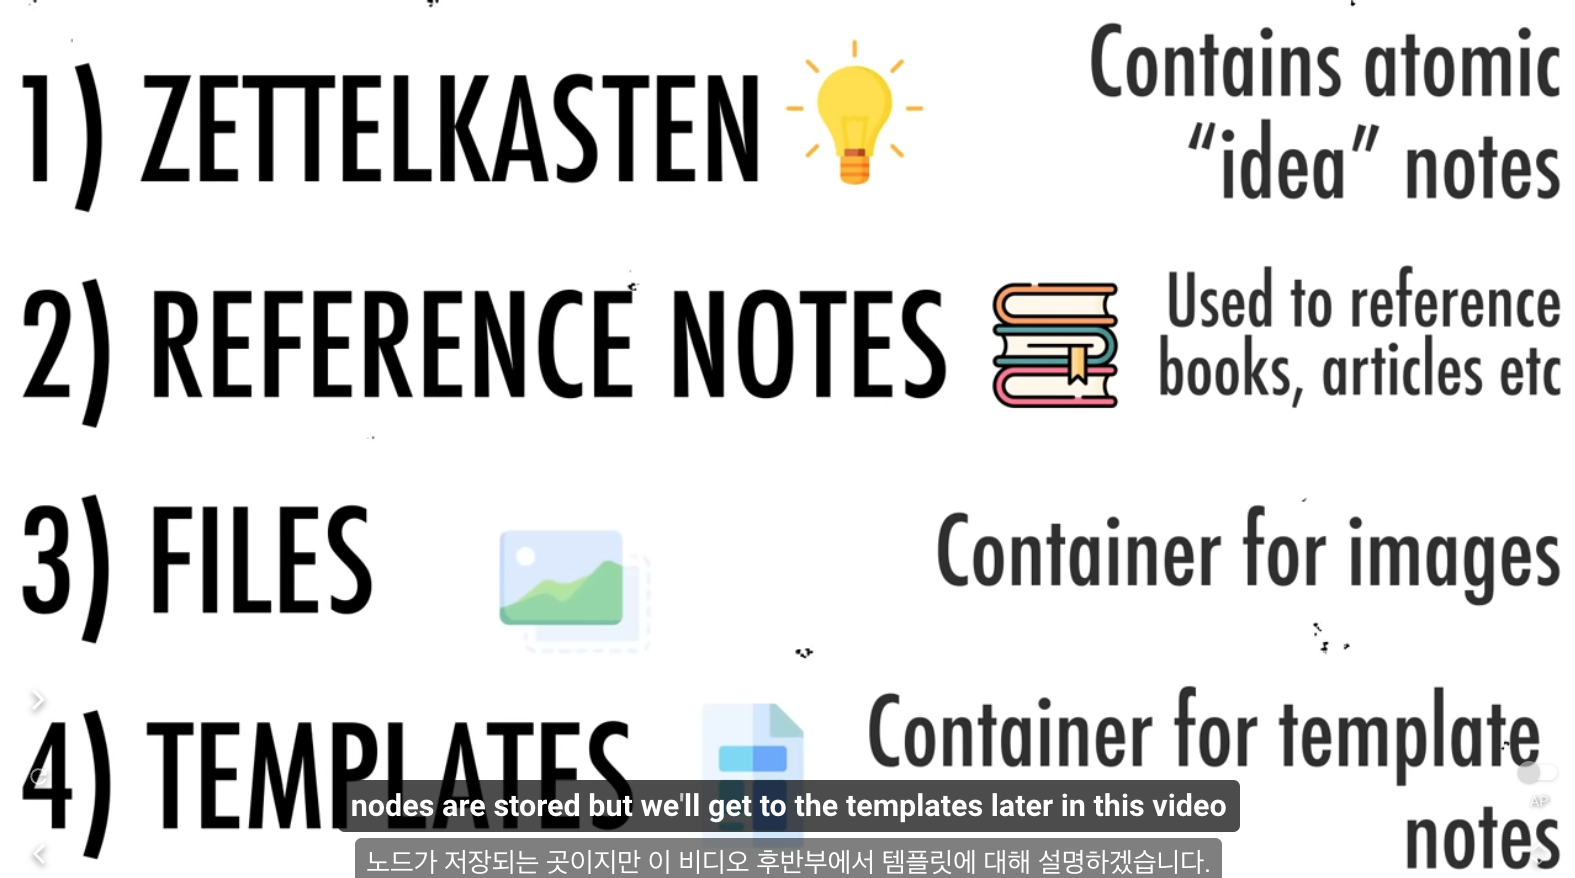 1) ZETTELKASTEN
Contains atomic
“idea” notes
2) REFERENCE NOTES
Used to reference
books, articles etc
3) FILES
Container for images
4) TEMPLATES
Container for template
notes
AP
nodes are stored but we'll get to the templates later in this video
노드가 저장되는 곳이지만 이 비디오 후반부에서 템플릿에 대해 설명하겠습니다.